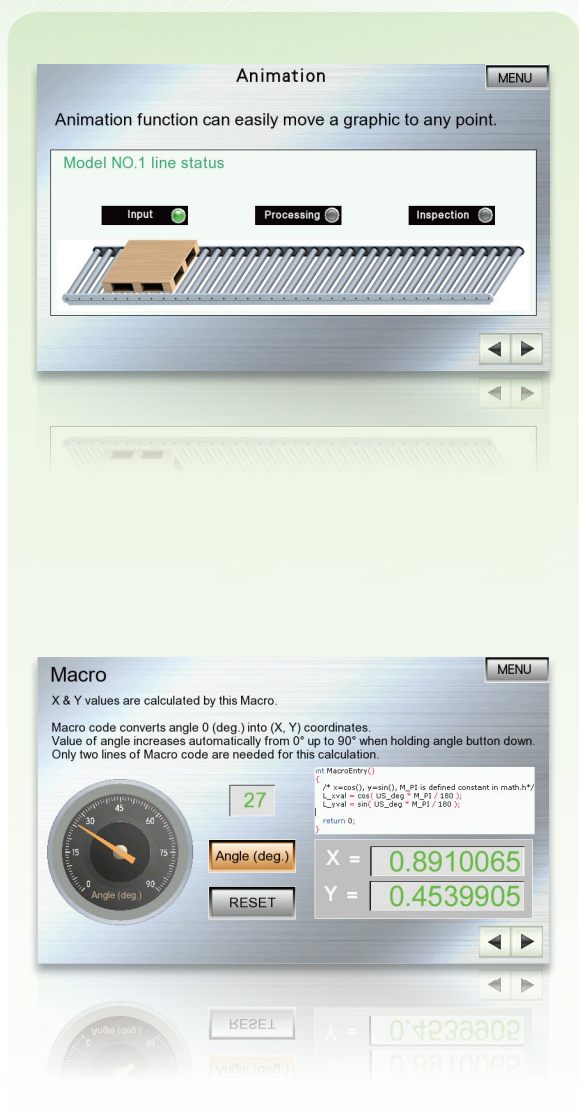 Animation
MENU
Animation function can easily move a graphic to any point.
Model NO.1 line status
Input
Processing
Inspection
Macro
MENU
X & Y values are calculated by this Macro.
Macro code converts angle 0 (deg.) into (X, Y) coordinates.
Value of angle increases automatically from 0° up to 90° when holding angle button down.
Only two lines of Macro code are needed for this calculation.
int MacroEntry()
{
/* x=cos(), y=sin(), M_PI is defined constant in math.h*/
L_xval = cos( US_deg * M_PI / 180 );
L_yval = sin( US_deg * M_PI / 180 );
return 0;
}
0
15
30
45
60
75
90
Angle (deg.)
27
Angle (deg.)
RESET
X = 0.8910065
Y = 0.4539905